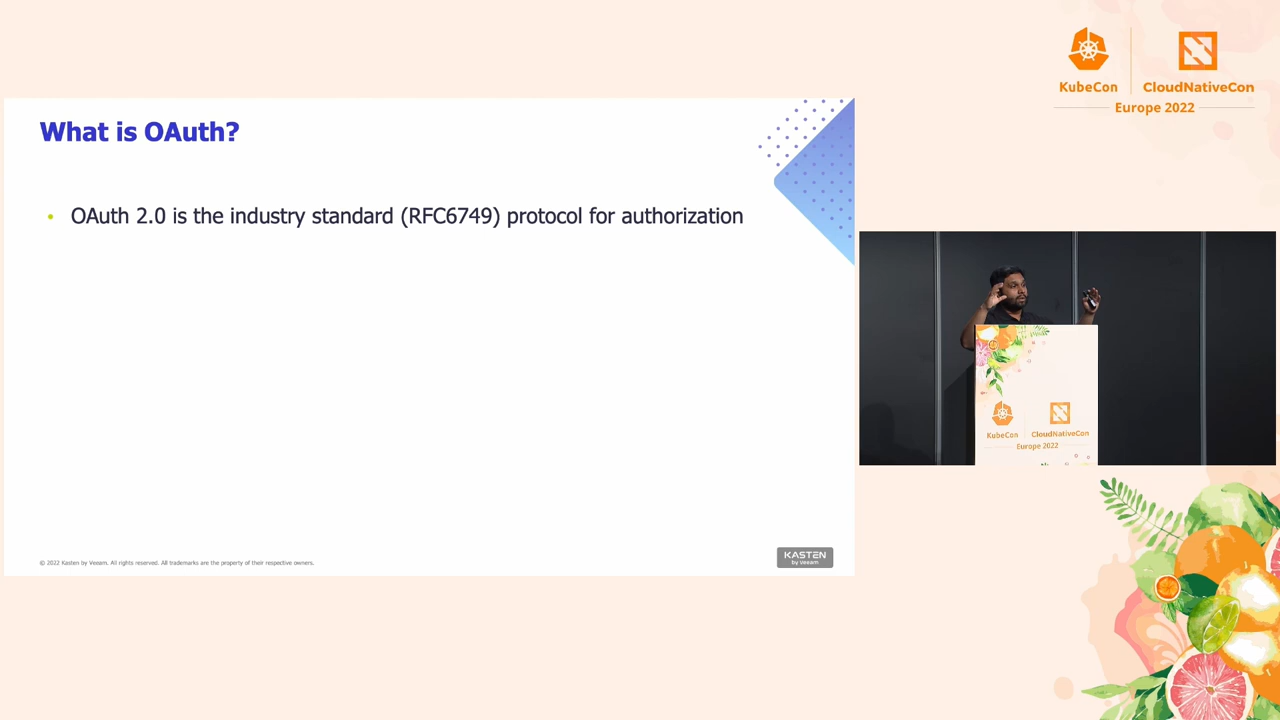 KubeCon
CloudNativeCon
Europe 2022
What is OAuth?
• OAuth 2.0 is the industry standard (RFC6749) protocol for authorization
KubeCon
CloudNativeCon
Europe 2022
© 2022 Kasten by Veeam. All rights reserved. All trademarks are the property of their respective owners.
KASTEN
by Veeam